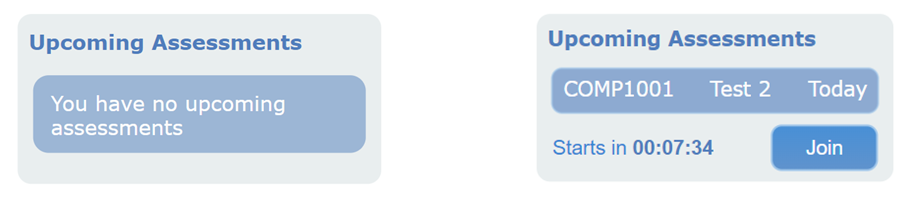 Upcoming Assessments
You have no upcoming
assessments
Upcoming Assessments
COMP1001 Test 2 Today
Starts in 00:07:34 Join